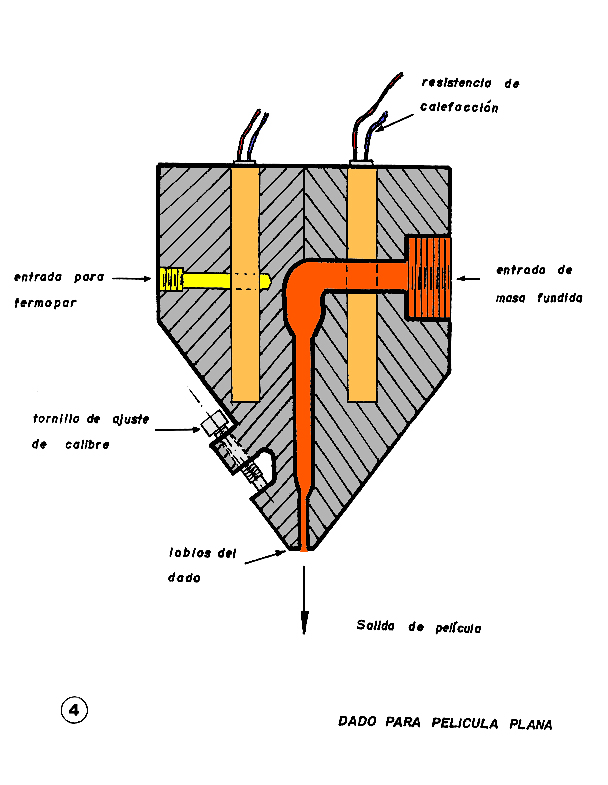 resistencia de
calefacción
entrada para
termopar
entrada de
masa fundida
tornillo de ajuste
de calibre
labios del
dado
Salida de película
4
DADO PARA PELICULA PLANA